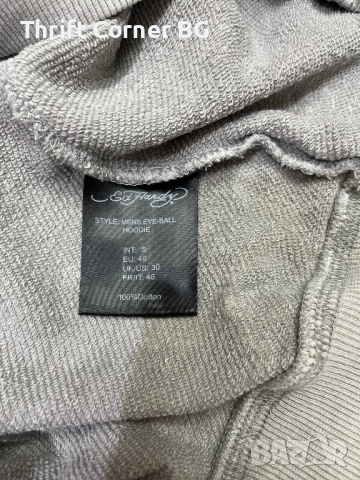 Thrift Corner BG
Ed Hardy
STYLE: MENS EYE-BALL
HOODIE
INT: S
EU: 46
UK/US: 30
FR/IT: 46
100%Cotton
BAZAR